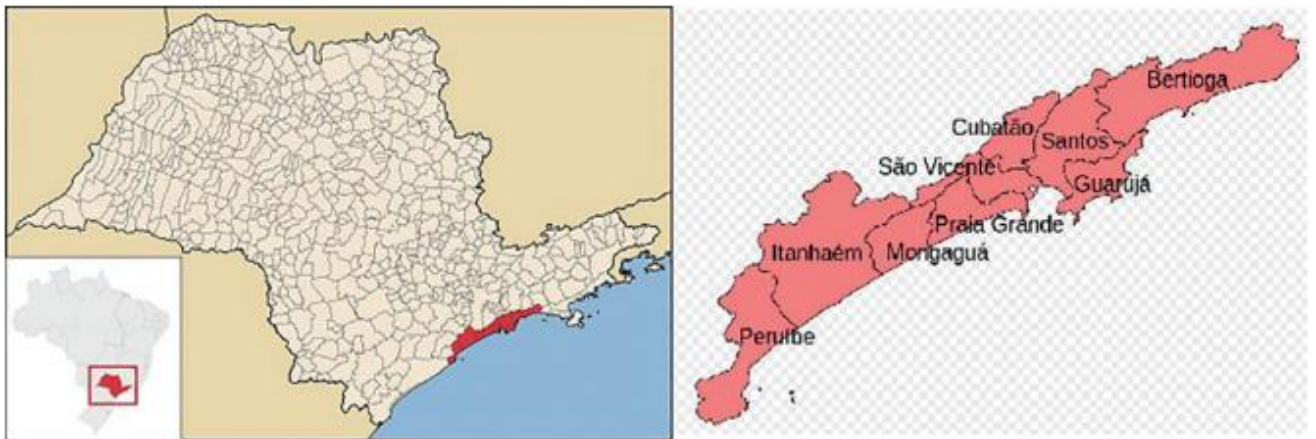 Bertioga
Cubatão
Santos
São Vicente
Guarujá
Praia Grande
Itanhaém
Mongaguá
Peruíbe